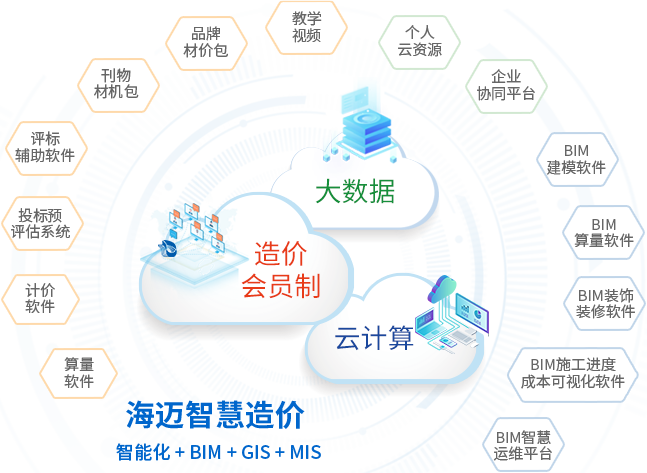 教学
视频
品牌
材价包
个人
云资源
刊物
材机包
企业
协同平台
评标
辅助软件
BIM
建模软件
大数据
投标预
评估系统
BIM
算量软件
造价
会员制
计价
软件
BIM装饰
装修软件
云计算
算量
软件
BIM施工进度
成本可视化软件
海迈智慧造价
智能化 + BIM + GIS + MIS
BIM智慧
运维平台